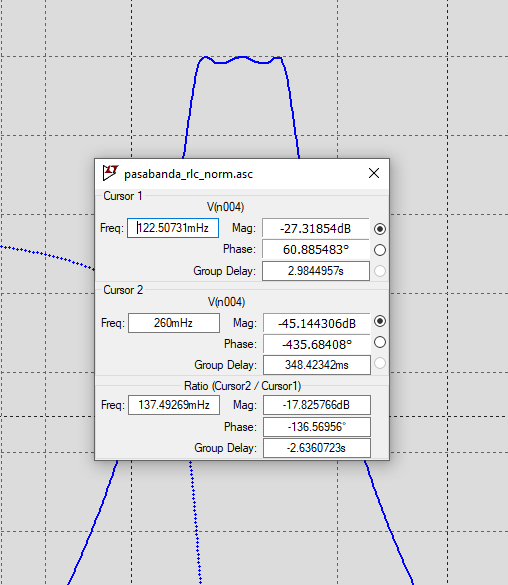 pasabanda_rlc_norm.asc
Cursor 1
V(n004)
Freq: 122.50731mHz Mag: -27.31854dB
Phase: 60.885483°
Group Delay: 2.9844957s
Cursor 2
V(n004)
Freq: 260mHz Mag: -45.144306dB
Phase: -435.68408°
Group Delay: 348.42342ms
Ratio (Cursor2 / Cursor1)
Freq: 137.49269mHz Mag: -17.825766dB
Phase: -136.56956°
Group Delay: -2.6360723s